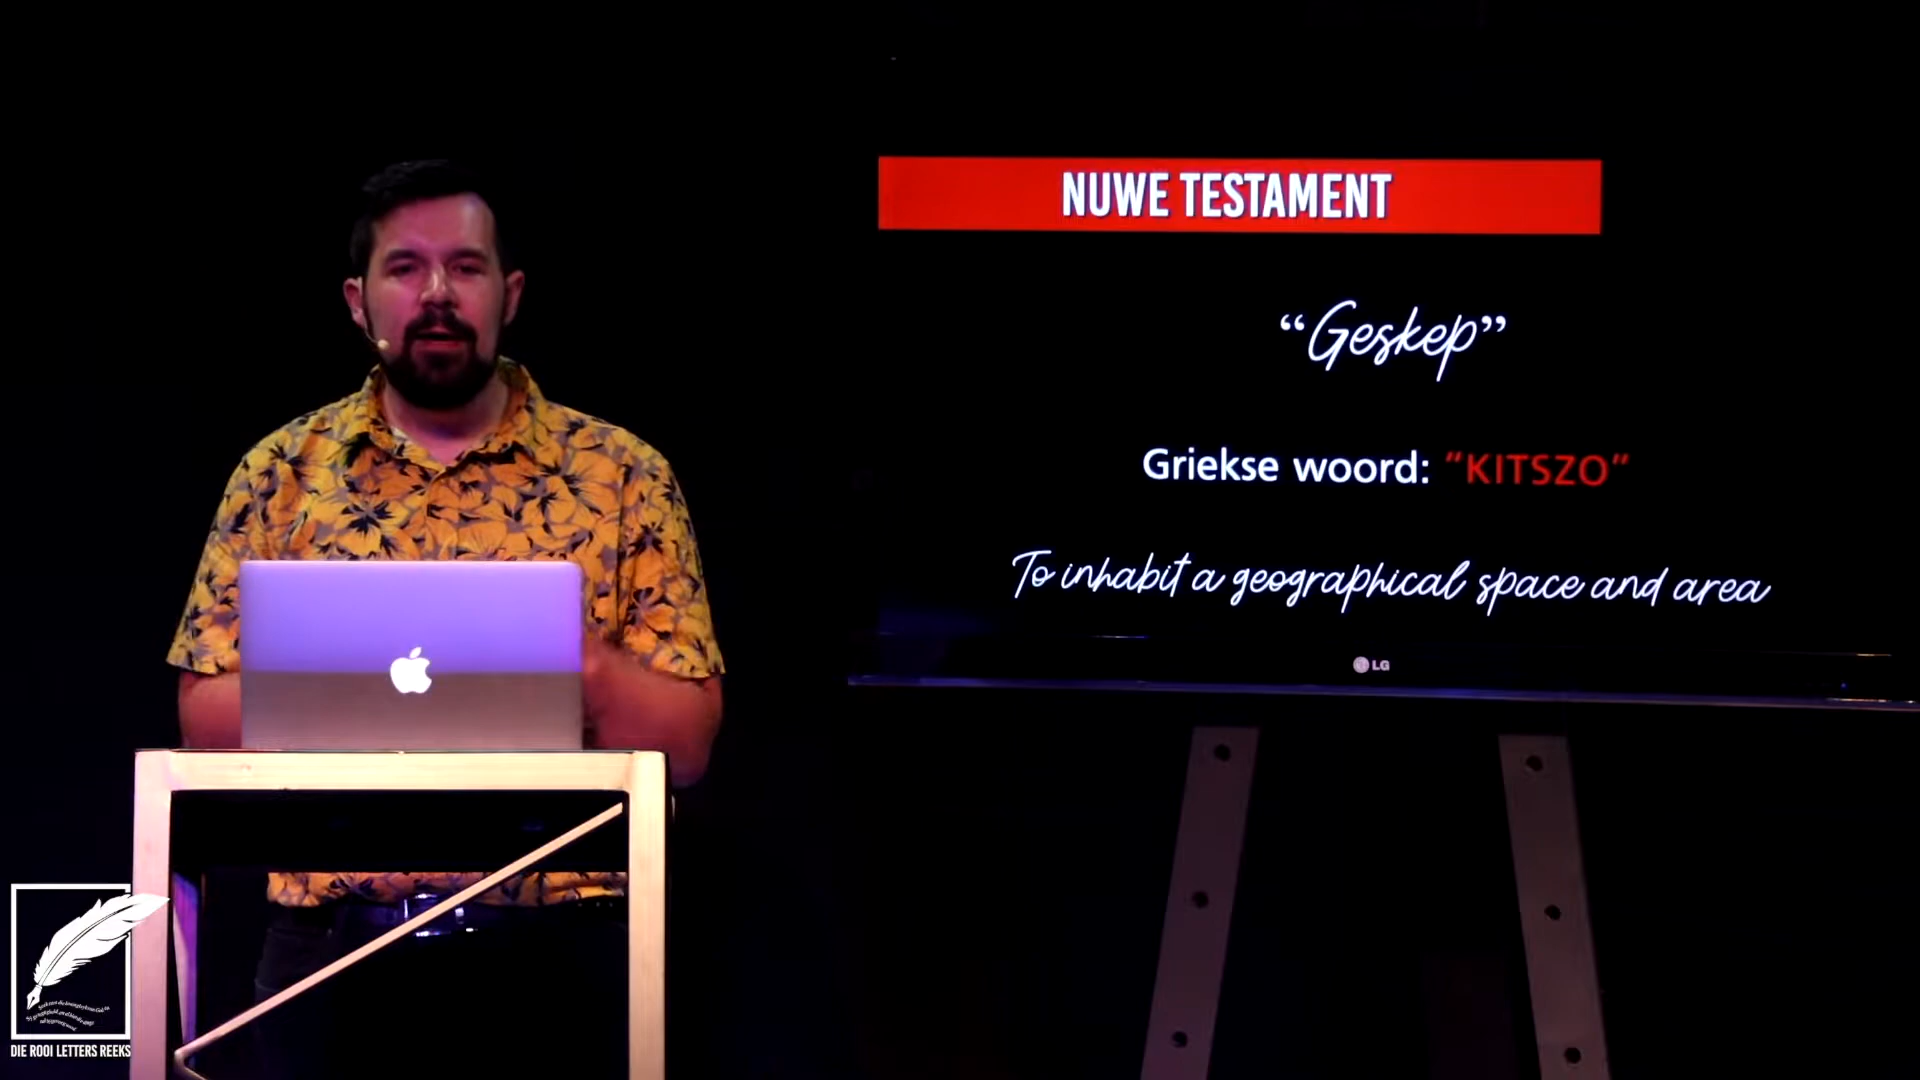 NUWE TESTAMENT
“Geskep”
Griekse woord: “KITSZO”
To inhabit a geographical space and area
LG
DIE ROOI LETTERS REEKS